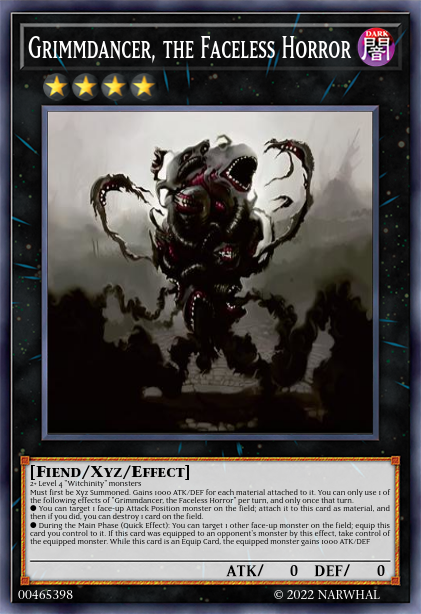 Grimmdancer, the Faceless Horror
DARK
闇
[Fiend/Xyz/Effect]
2+ Level 4 "Witchinity" monsters
Must first be Xyz Summoned. Gains 1000 ATK/DEF for each material attached to it. You can only use 1 of
the following effects of "Grimmdancer, the Faceless Horror" per turn, and only once that turn.
● You can target 1 face-up Attack Position monster on the field; attach it to this card as material, and
then if you did, you can destroy 1 card on the field.
● During the Main Phase (Quick Effect): You can target 1 other face-up monster on the field; equip this
card you control to it. If this card was equipped to an opponent's monster by this effect, take control of
the equipped monster. While this card is an Equip Card, the equipped monster gains 1000 ATK/DEF
ATK/ 0 DEF/ 0
00465398 © 2022 NARWHAL